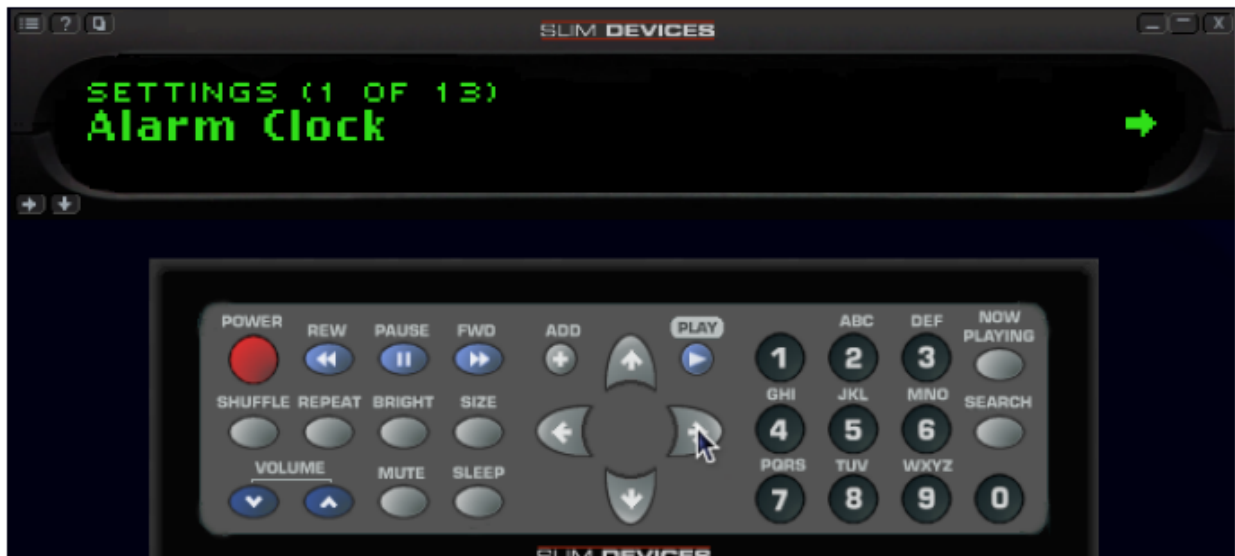 ?
X
SLIM DEVICES
SETTINGS (1 OF 13)
Alarm Clock
POWER REW PAUSE FWD ADD PLAY
1 ABC 2 DEF 3 NOW PLAYING
SHUFFLE REPEAT BRIGHT SIZE
GHI 4 JKL 5 MNO 6 SEARCH
VOLUME MUTE SLEEP
PQRS 7 TUV 8 WXYZ 9 0
SLIM DEVICES